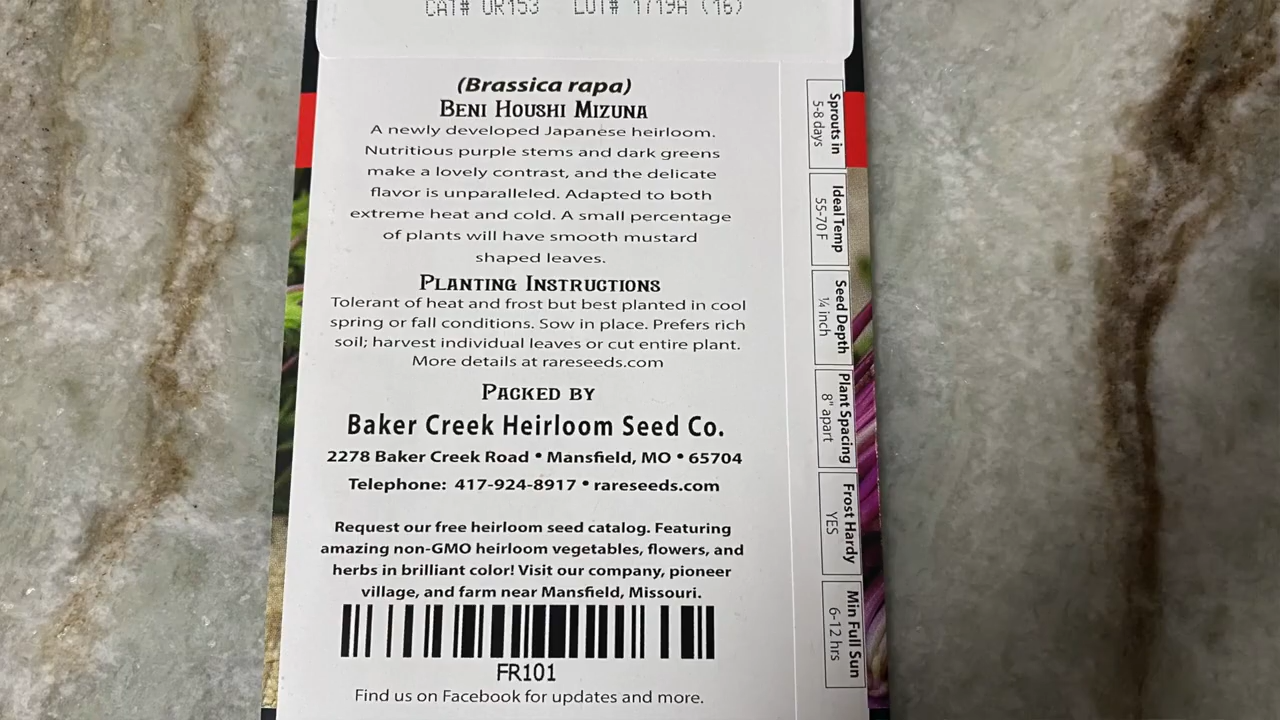 CAT# OR153 LOT# 1719A (16)
(Brassica rapa)
BENI HOUSHI MIZUNA
A newly developed Japanese heirloom.
Nutritious purple stems and dark greens
make a lovely contrast, and the delicate
flavor is unparalleled. Adapted to both
extreme heat and cold. A small percentage
of plants will have smooth mustard
shaped leaves.
PLANTING INSTRUCTIONS
Tolerant of heat and frost but best planted in cool
spring or fall conditions. Sow in place. Prefers rich
soil; harvest individual leaves or cut entire plant.
More details at rareseeds.com
PACKED BY
Baker Creek Heirloom Seed Co.
2278 Baker Creek Road • Mansfield, MO • 65704
Telephone: 417-924-8917 • rareseeds.com
Request our free heirloom seed catalog. Featuring
amazing non-GMO heirloom vegetables, flowers, and
herbs in brilliant color! Visit our company, pioneer
village, and farm near Mansfield, Missouri.
FR101
Find us on Facebook for updates and more.
Sprouts in
5-8 days
Ideal Temp
55-70 F
Seed Depth
¼ inch
Plant Spacing
8" apart
Frost Hardy
YES
Min Full Sun
6-12 hrs